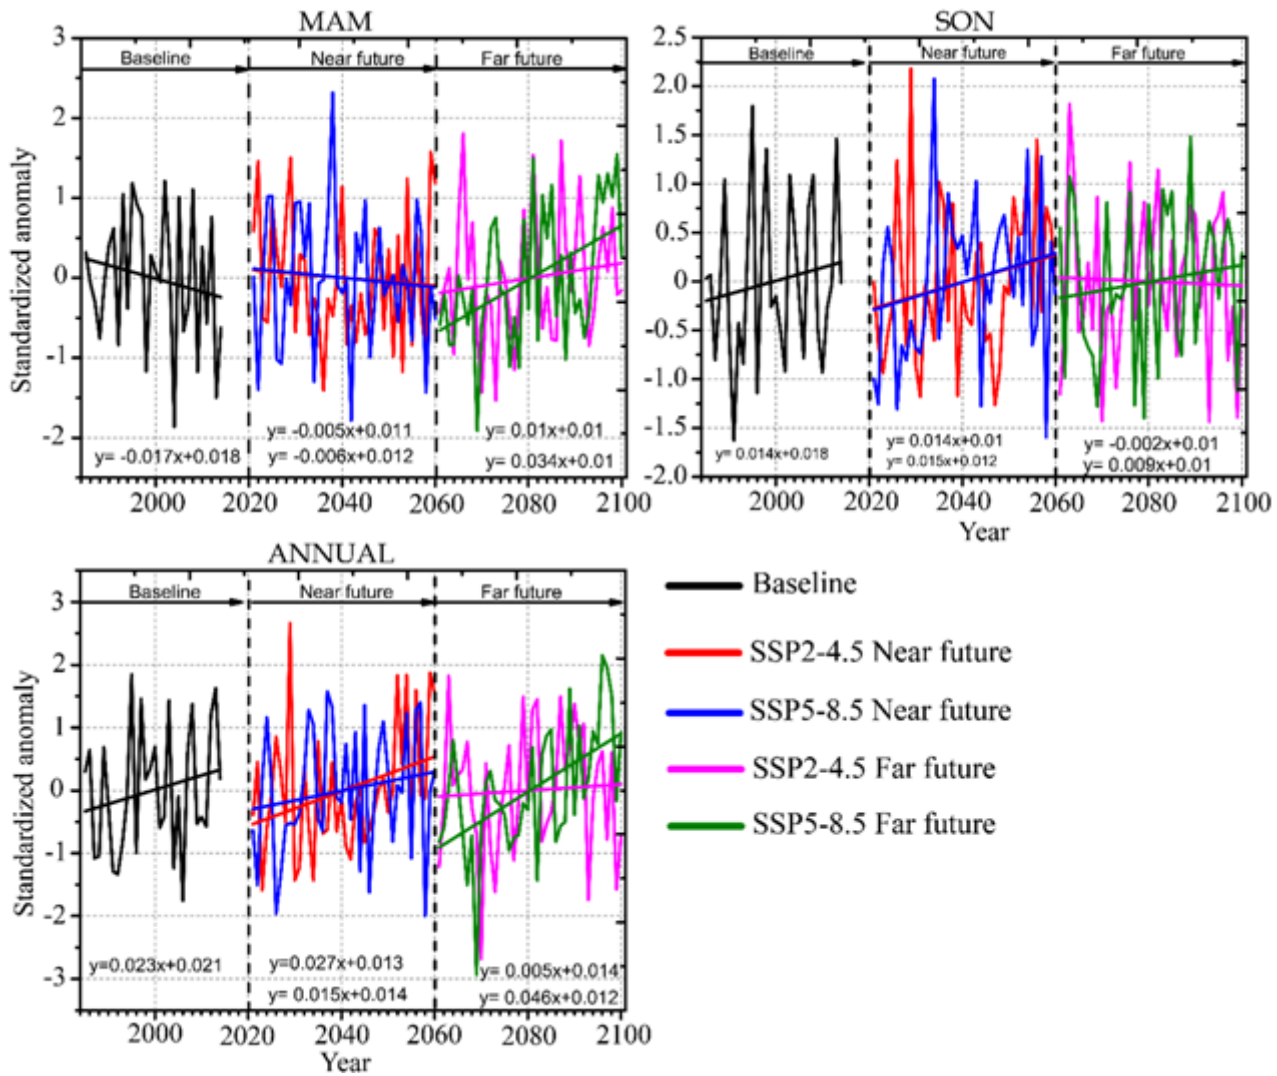 MAM
Baseline
Near future
Far future
Standardized anomaly
3
2
1
0
-1
-2
y= -0.017x+0.018
y= -0.005x+0.011
y= -0.006x+0.012
y= 0.01x+0.01
y= 0.034x+0.01
2000
2020
2040
2060
2080
2100
SON
Baseline
Near future
Far future
2.5
2.0
1.5
1.0
0.5
0.0
-0.5
-1.0
-1.5
-2.0
y= 0.014x+0.018
y= 0.014x+0.01
y= 0.015x+0.012
y= -0.002x+0.01
y= 0.009x+0.01
2000
2020
2040
2060
2080
2100
Year
ANNUAL
Baseline
Near future
Far future
Standardized anomaly
3
2
1
0
-1
-2
-3
y=0.023x+0.021
y=0.027x+0.013
y= 0.015x+0.014
y= 0.005x+0.014
y= 0.046x+0.012
2000
2020
2040
2060
2080
2100
Year
Baseline
SSP2-4.5 Near future
SSP5-8.5 Near future
SSP2-4.5 Far future
SSP5-8.5 Far future